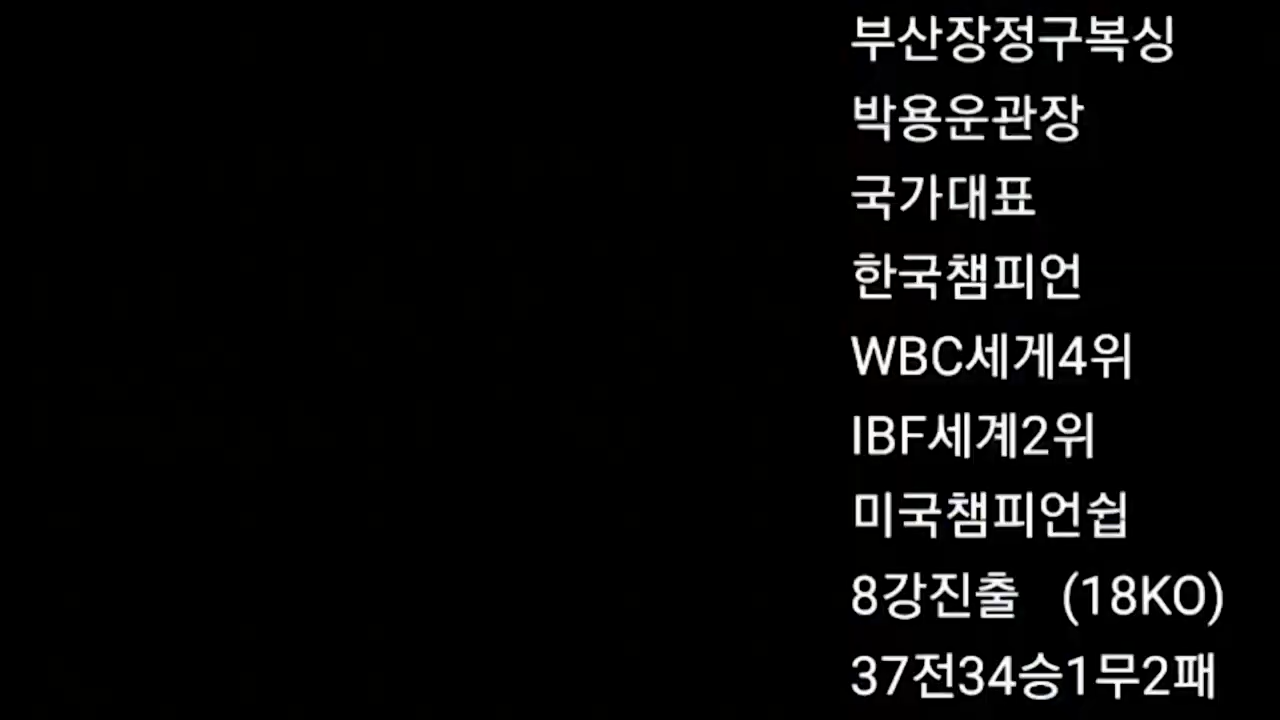 부산장정구복싱
박용운관장
국가대표
한국챔피언
WBC세게4위
IBF세계2위
미국챔피언쉽
8강진출 (18KO)
37전34승1무2패